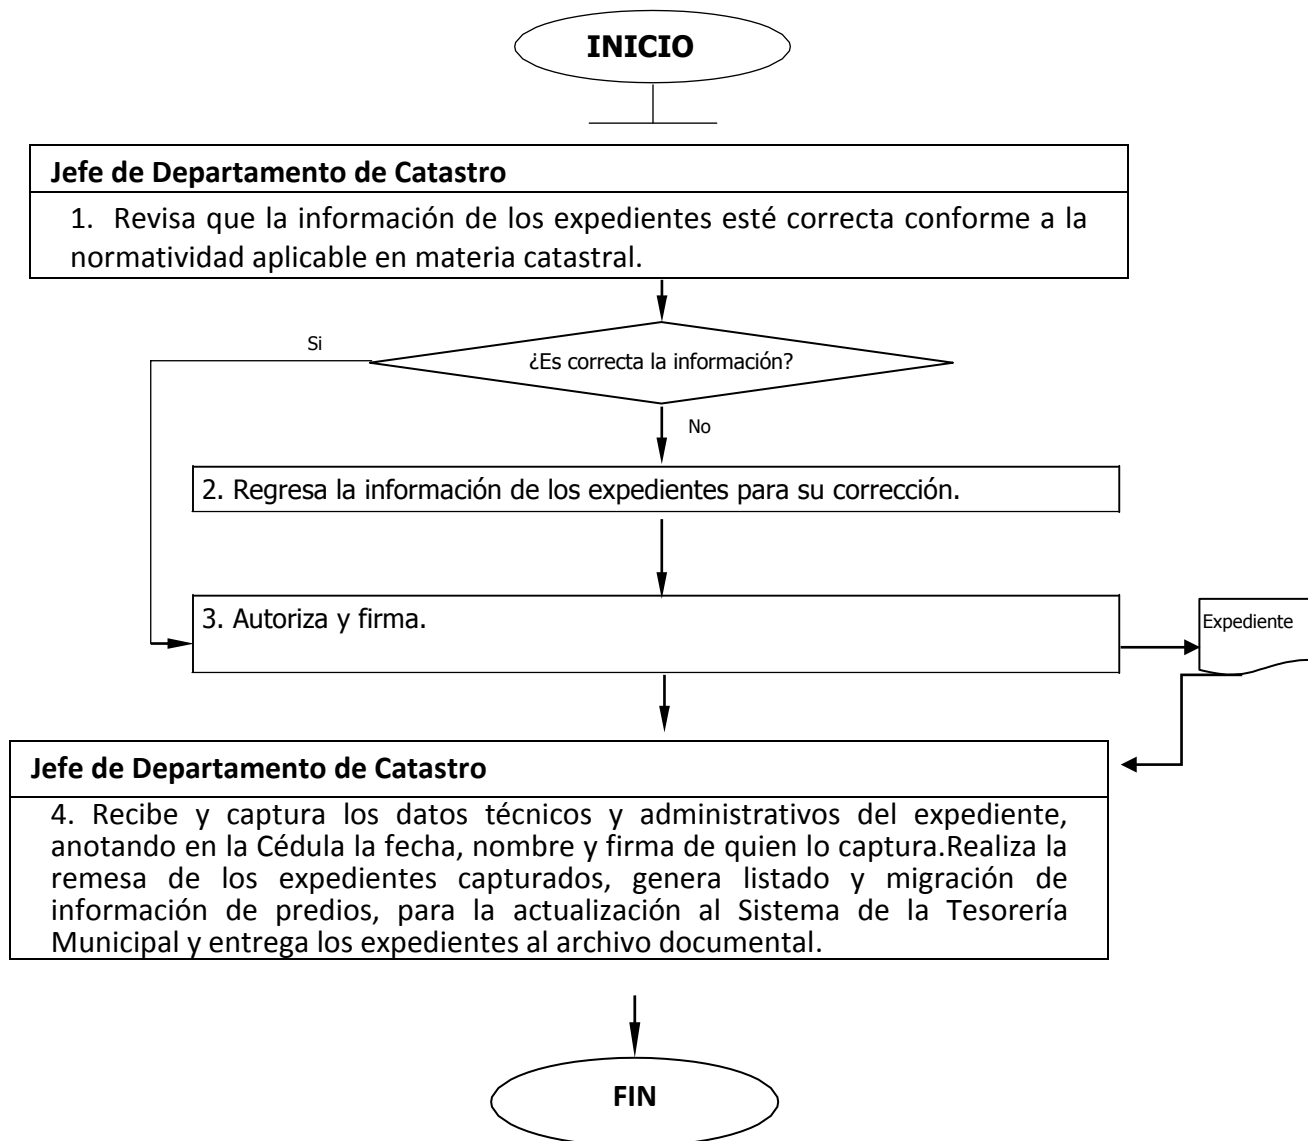 INICIO
Jefe de Departamento de Catastro
1. Revisa que la información de los expedientes esté correcta conforme a la
normatividad aplicable en materia catastral.
Si
¿Es correcta la información?
No
2. Regresa la información de los expedientes para su corrección.
3. Autoriza y firma.
Expediente
Jefe de Departamento de Catastro
4. Recibe y captura los datos técnicos y administrativos del expediente,
anotando en la Cédula la fecha, nombre y firma de quien lo captura.Realiza la
remesa de los expedientes capturados, genera listado y migración de
información de predios, para la actualización al Sistema de la Tesorería
Municipal y entrega los expedientes al archivo documental.
FIN